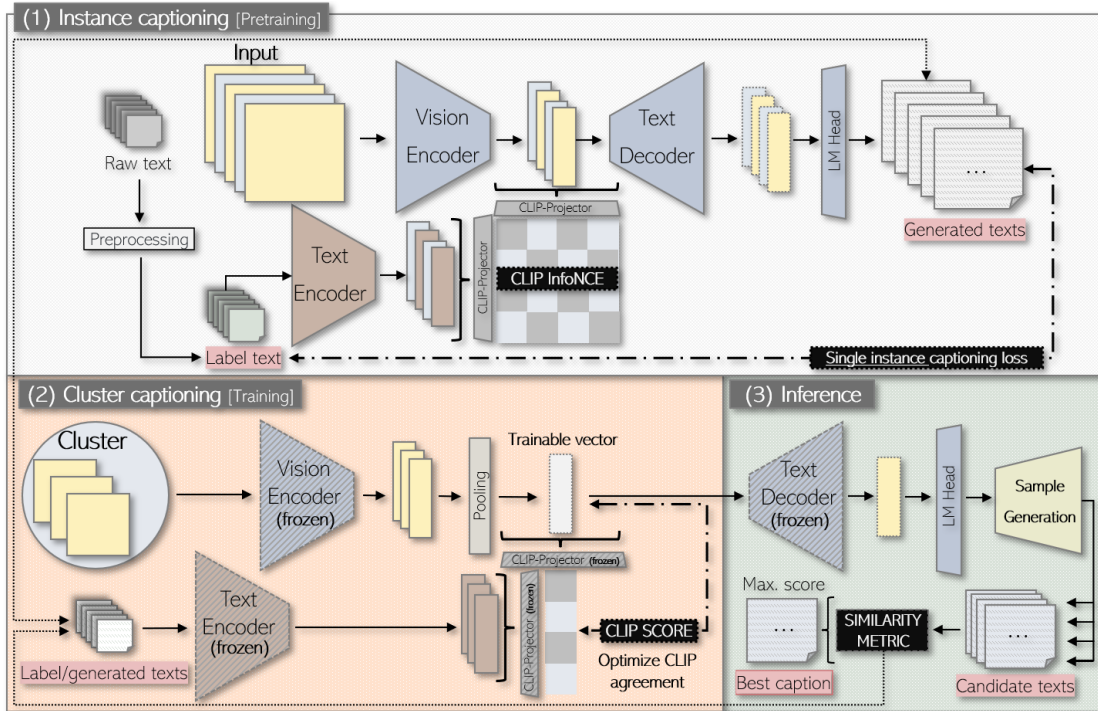 (1) Instance captioning [Pretraining]
Input
Raw text
Preprocessing
Label text
Vision
Encoder
Text
Encoder
CLIP-Projector
CLIP-Projector
CLIP InfoNCE
Text
Decoder
LM Head
...
Generated texts
Single instance captioning loss
(2) Cluster captioning [Training]
Cluster
Vision
Encoder
(frozen)
Pooling
Trainable vector
CLIP-Projector (frozen)
CLIP-Projector (frozen)
Text
Encoder
(frozen)
Label/generated texts
CLIP SCORE
Optimize CLIP
agreement
(3) Inference
Text
Decoder
(frozen)
LM Head
Sample
Generation
Max. score
...
Best caption
SIMILARITY
METRIC
...
Candidate texts